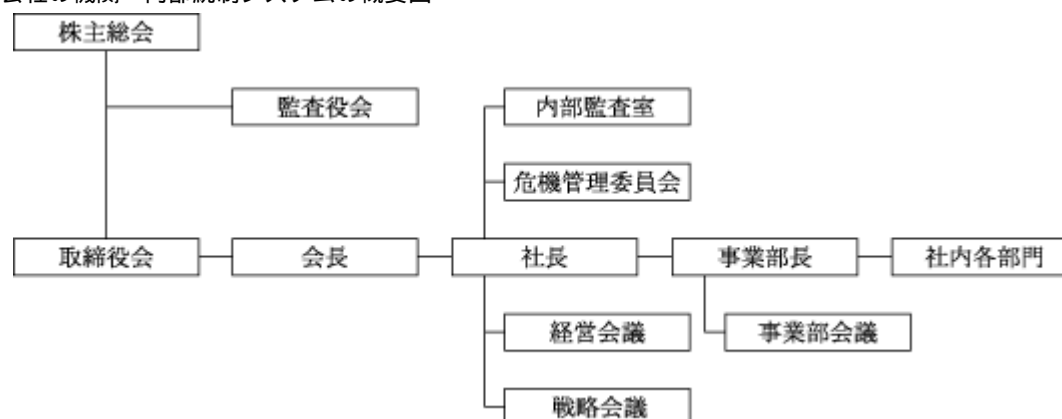 会社の機関・内部統制システムの概要図
株主総会
監査役会
内部監査室
危機管理委員会
取締役会
会長
社長
事業部長
社内各部門
経営会議
事業部会議
戦略会議